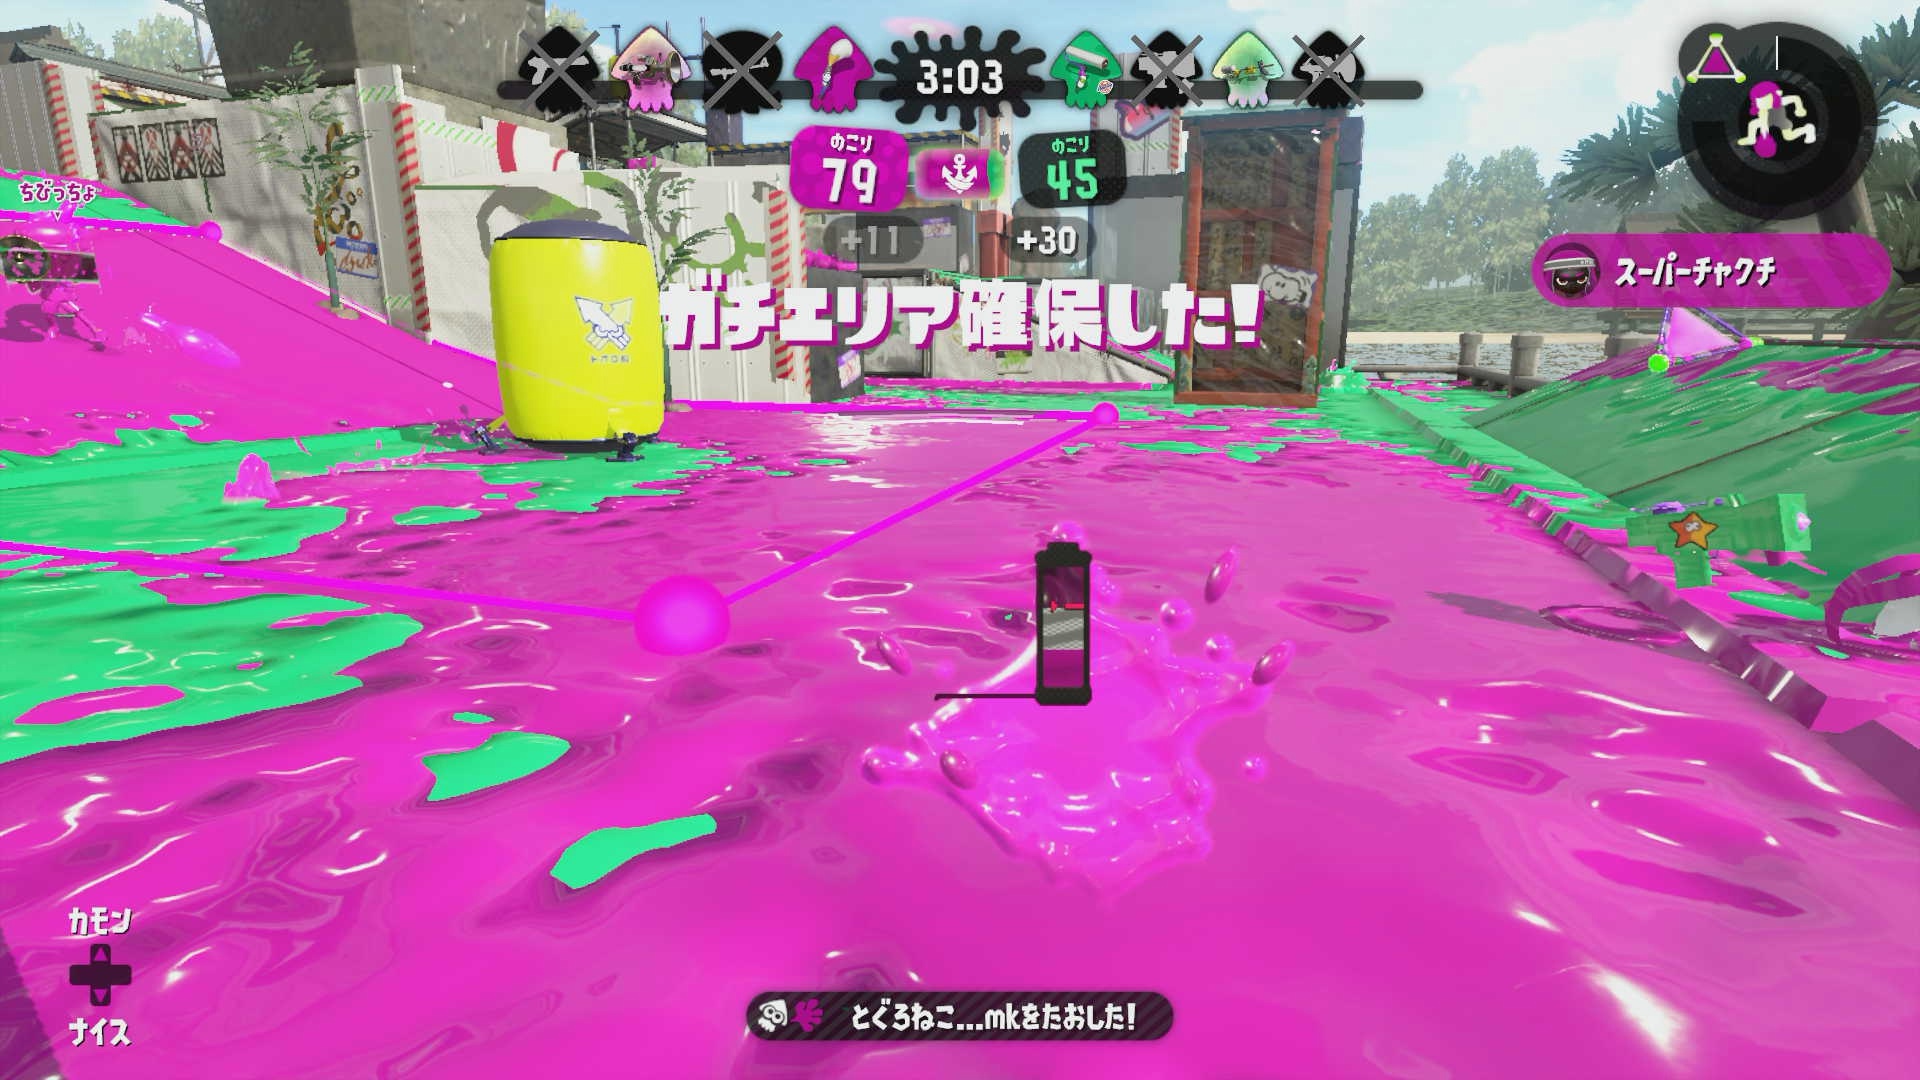 3:03
のこり
79
のこり
45
+11
+30
ちびっちょ
スーパーチャクチ
ガチエリア確保した!
カモン
ナイス
とぐろねこ...mkをたおした!